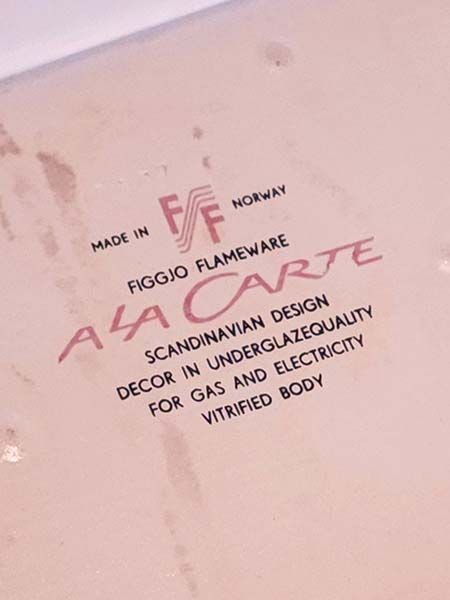 MADE IN FF NORWAY
FIGGJO FLAMEWARE
A LA CARTE
SCANDINAVIAN DESIGN
DECOR IN UNDERGLAZEQUALITY
FOR GAS AND ELECTRICITY
VITRIFIED BODY